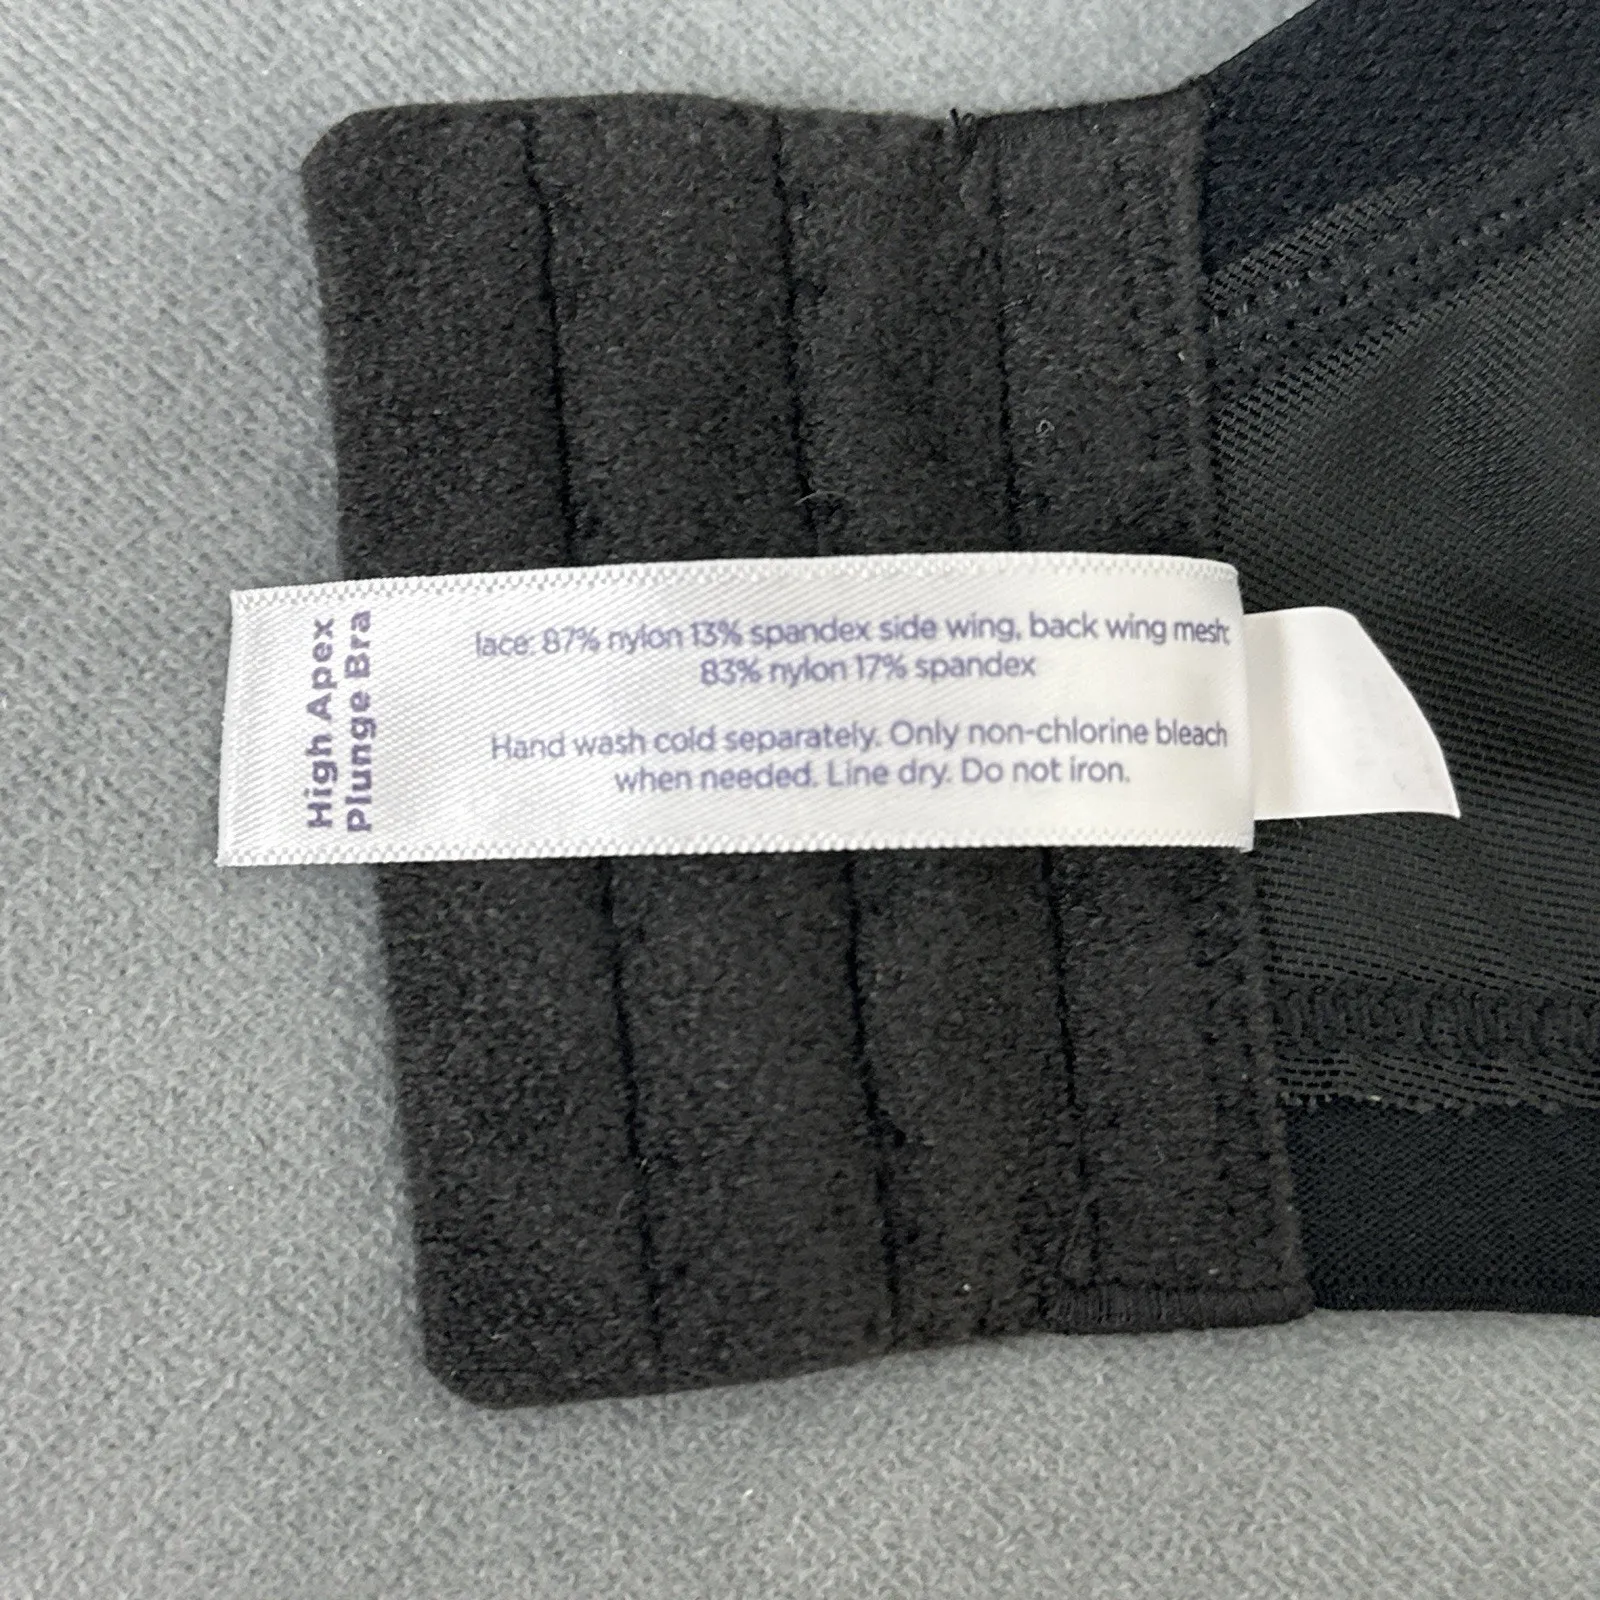 High Apex
Plunge Bra
lace: 87% nylon 13% spandex side wing, back wing mesh:
83% nylon 17% spandex
Hand wash cold separately. Only non-chlorine bleach
when needed. Line dry. Do not iron.